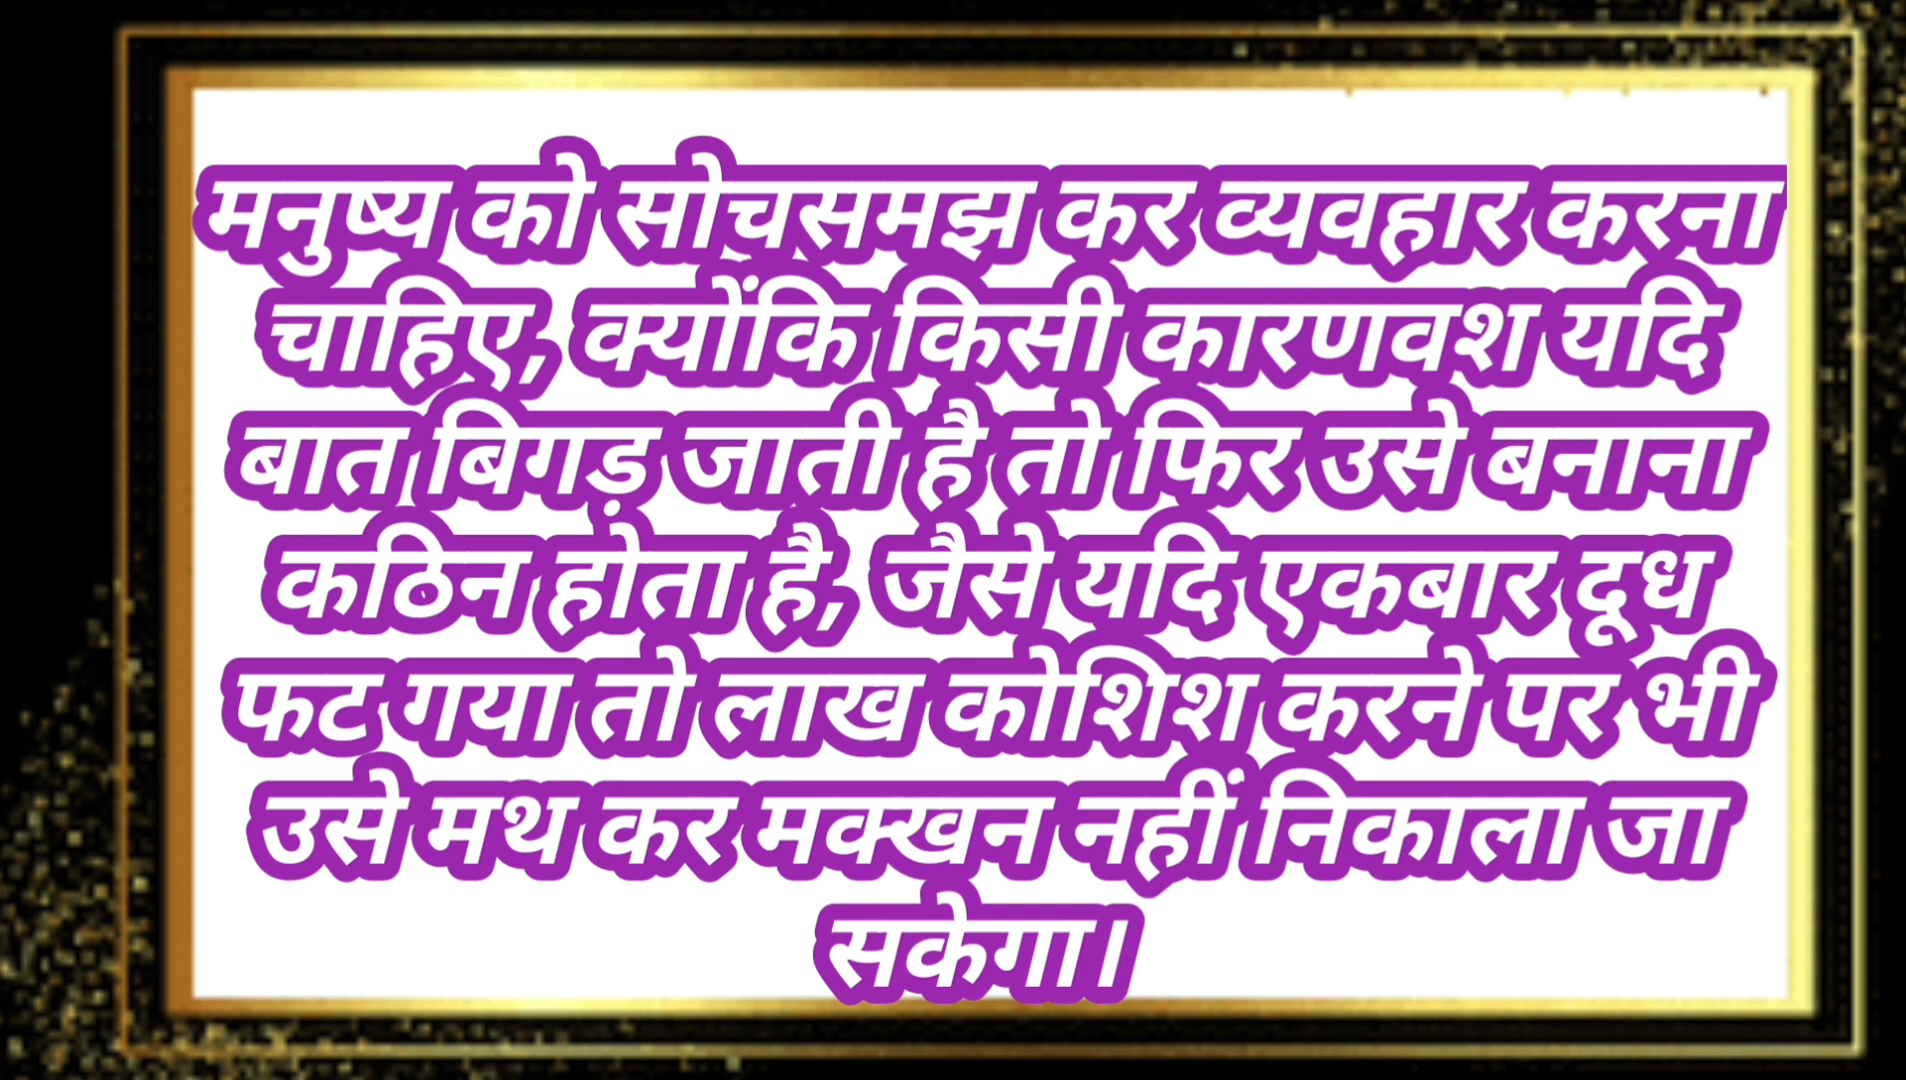 मनुष्य को सोचसमझ कर व्यवहार करना
चाहिए, क्योंकि किसी कारणवश यदि
बात बिगड़ जाती है तो फिर उसे बनाना
कठिन होता है, जैसे यदि एकबार दूध
फट गया तो लाख कोशिश करने पर भी
उसे मथ कर मक्खन नहीं निकाला जा
सकेगा।